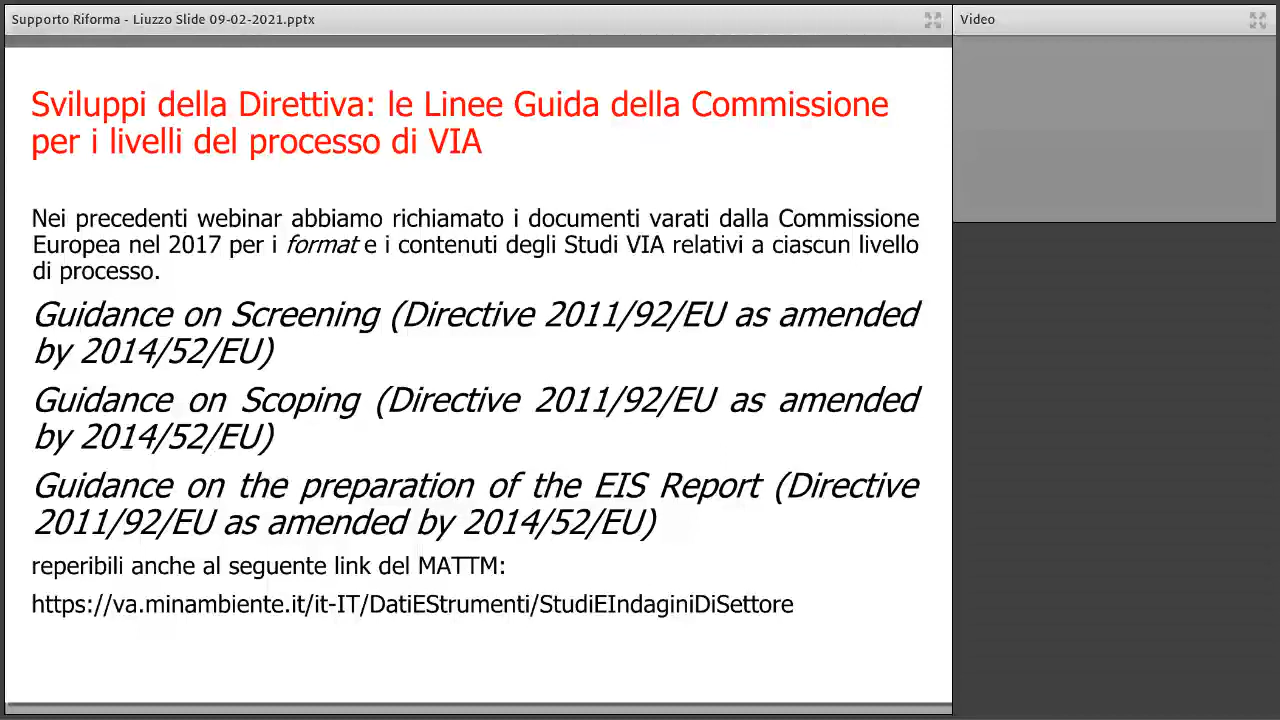 Supporto Riforma - Liuzzo Slide 09-02-2021.pptx
Video
Sviluppi della Direttiva: le Linee Guida della Commissione
per i livelli del processo di VIA
Nei precedenti webinar abbiamo richiamato i documenti varati dalla Commissione
Europea nel 2017 per i format e i contenuti degli Studi VIA relativi a ciascun livello
di processo.
Guidance on Screening (Directive 2011/92/EU as amended
by 2014/52/EU)
Guidance on Scoping (Directive 2011/92/EU as amended
by 2014/52/EU)
Guidance on the preparation of the EIS Report (Directive
2011/92/EU as amended by 2014/52/EU)
reperibili anche al seguente link del MATTM:
https://va.minambiente.it/it-IT/DatiEStrumenti/StudiEIndaginiDiSettore